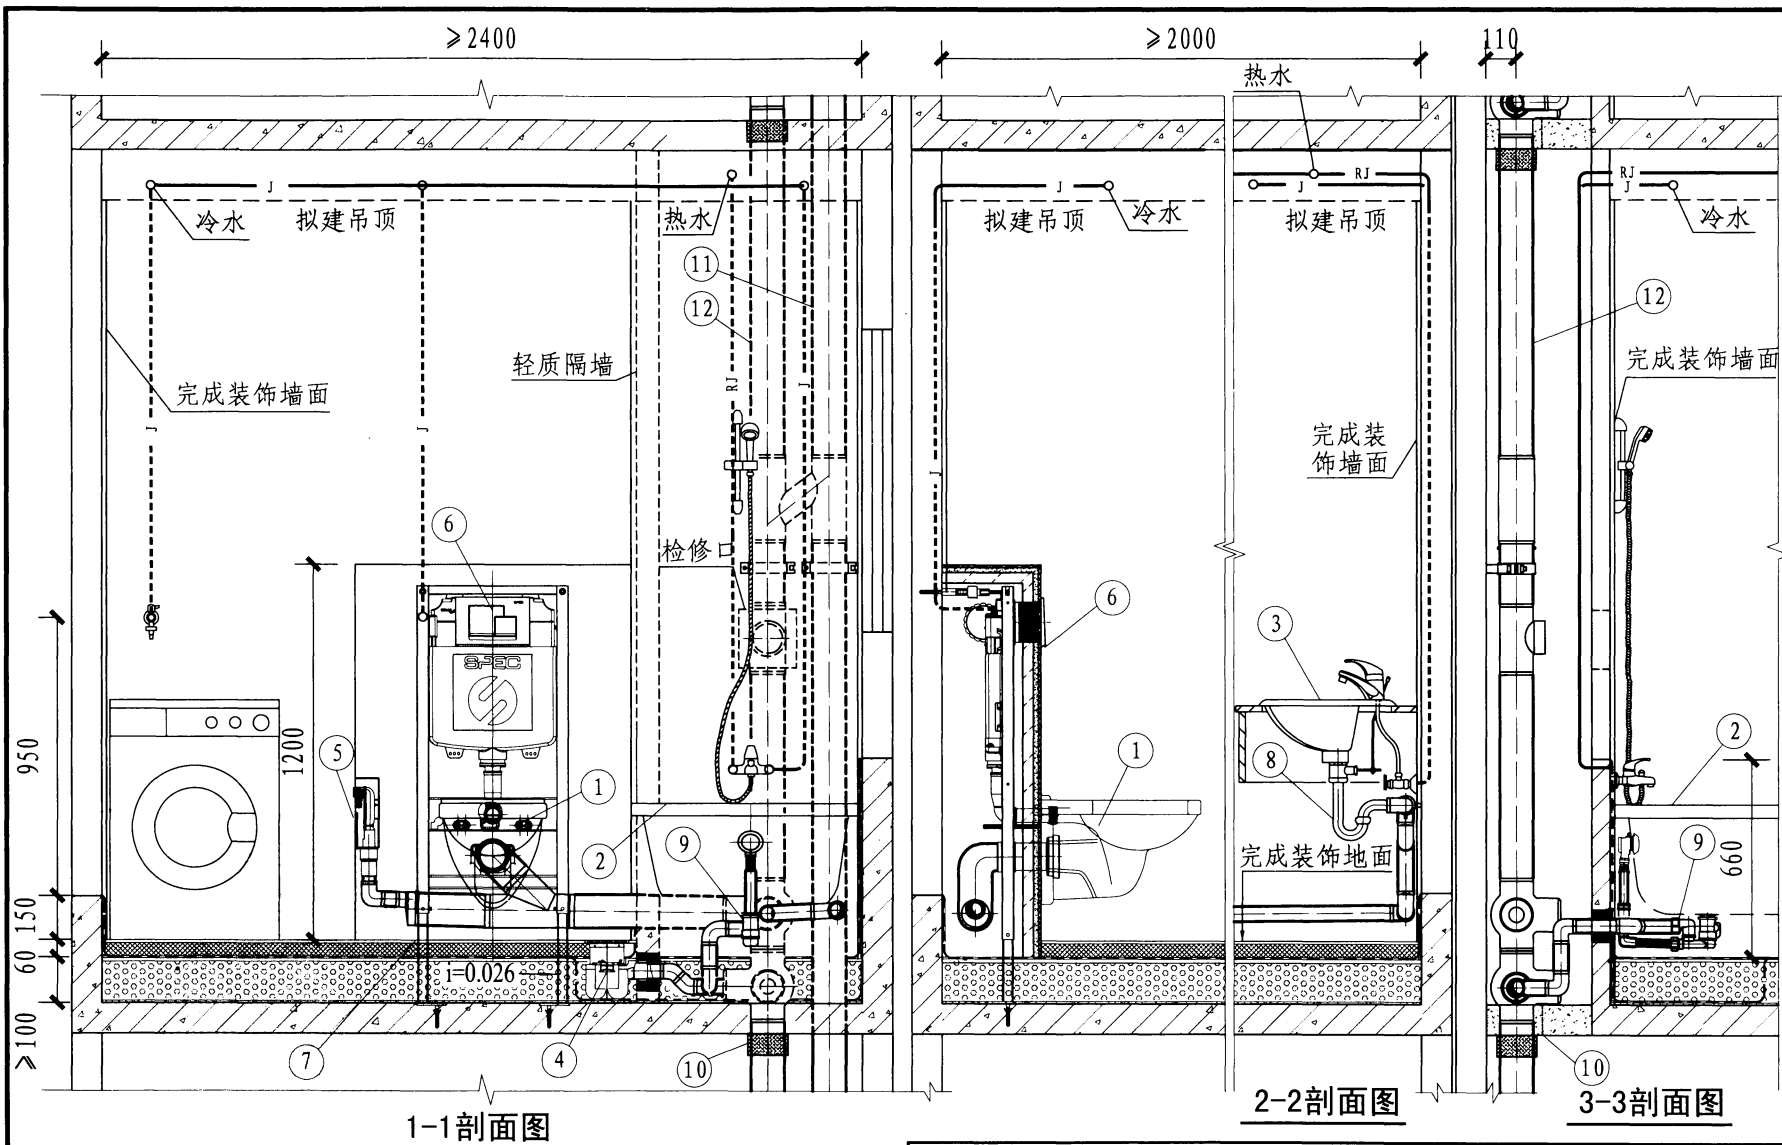 ≥2400
≥2000
110
热水
J
J
RJ
J
RJ
J
冷水
拟建吊顶
热水
拟建吊顶
冷水
拟建吊顶
冷水
11
12
12
轻质隔墙
完成装饰墙面
完成装饰墙面
RJ
J
J
J
J
完成装
饰墙面
6
检修口
6
3
SPEC
950
1200
5
1
1
8
2
2
9
完成装饰地面
9
660
150
60
i=0.026
≥100
7
4
10
10
1-1剖面图
2-2剖面图
3-3剖面图